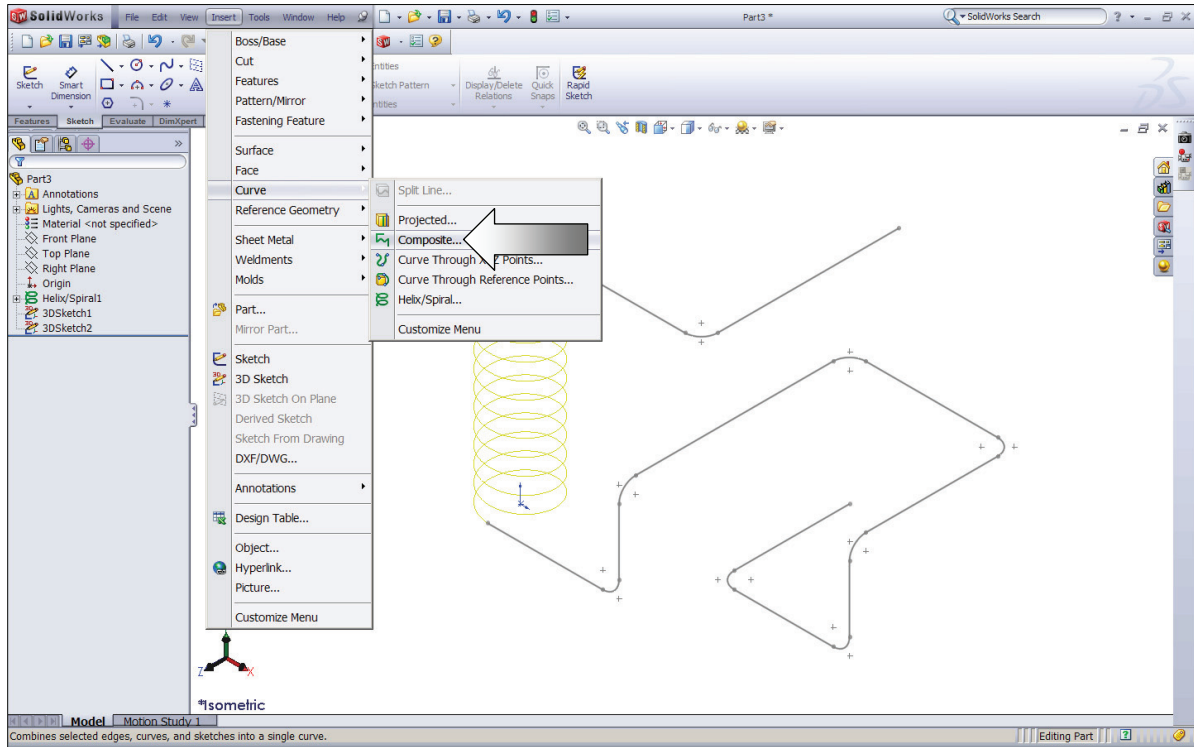 SolidWorks File Edit View Insert Tools Window Help Part3 * SolidWorks Search
Sketch Smart Dimension
Entities
Sketch Pattern
Entities
Display/Delete Relations
Quick Snaps
Rapid Sketch
Features Sketch Evaluate DimXpert
Part3
Annotations
Lights, Cameras and Scene
Material <not specified>
Front Plane
Top Plane
Right Plane
Origin
Helix/Spiral1
3DSketch1
3DSketch2
Boss/Base
Cut
Features
Pattern/Mirror
Fastening Feature
Surface
Face
Curve
Reference Geometry
Sheet Metal
Weldments
Molds
Part...
Mirror Part...
Sketch
3D Sketch
3D Sketch On Plane
Derived Sketch
Sketch From Drawing
DXF/DWG...
Annotations
Design Table...
Object...
Hyperlink...
Picture...
Customize Menu
Split Line...
Projected...
Composite...
Curve Through XYZ Points...
Curve Through Reference Points...
Helix/Spiral...
Customize Menu
Z X
*Isometric
Model Motion Study 1
Combines selected edges, curves, and sketches into a single curve. Editing Part